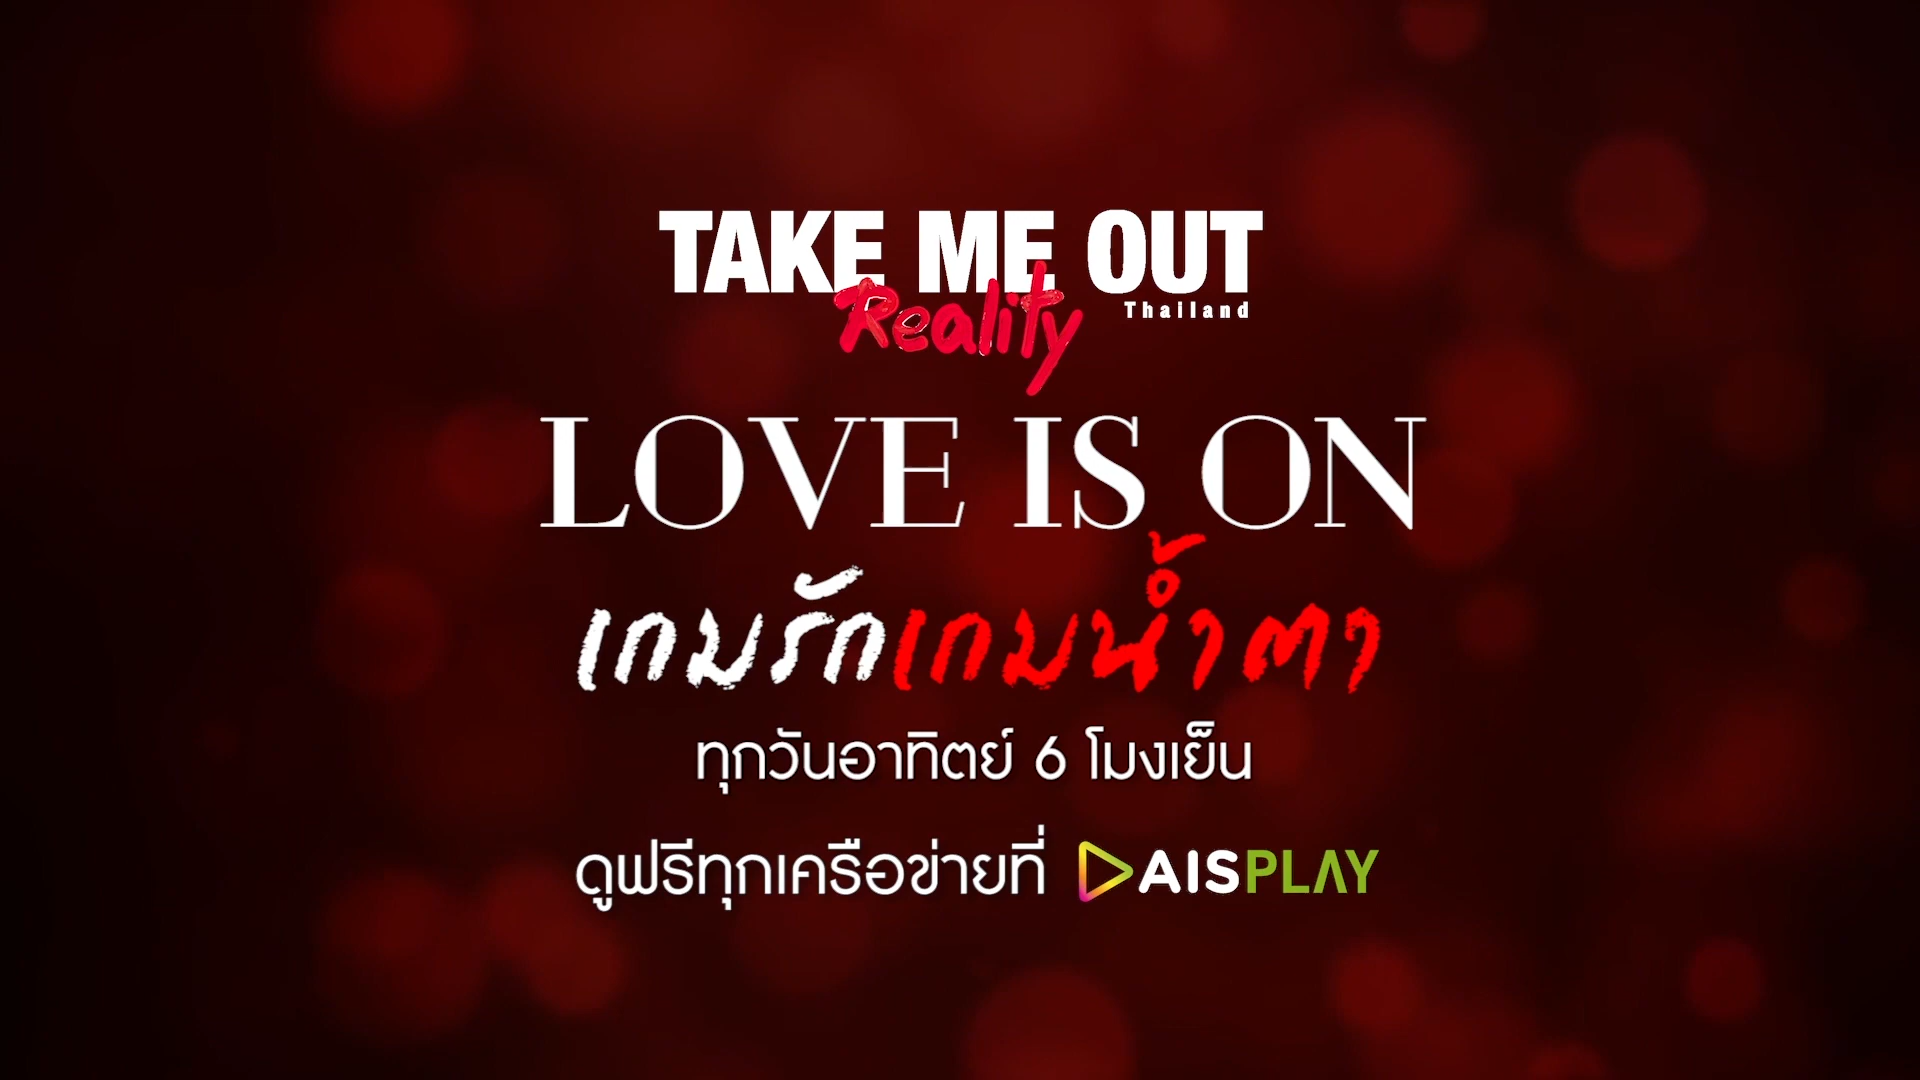 TAKE ME OUT
Thailand
Reality
LOVE IS ON
เกมรักเกมน้ำตา
ทุกวันอาทิตย์ 6 โมงเย็น
ดูฟรีทุกเครือข่ายที่ AISPLAY